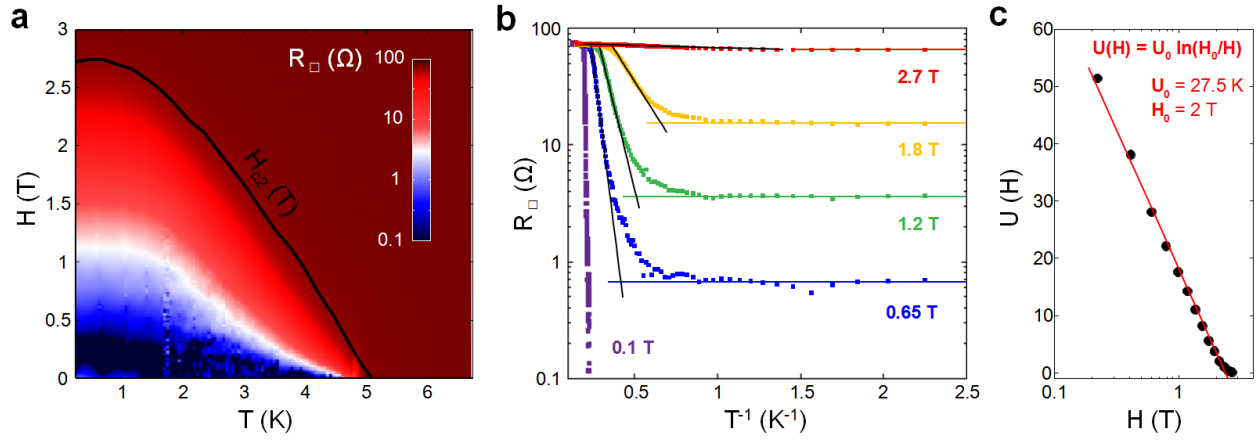 a
3
2.5
2
1.5
1
0.5
0
H (T)
1
2
3
4
5
6
T (K)
R□ (Ω)
100
10
1
0.1
Hc2 (T)
b
100
10
1
0.1
R□ (Ω)
2.7 T
1.8 T
1.2 T
0.65 T
0.1 T
0.5
1.0
1.5
2.0
2.5
T⁻¹ (K⁻¹)
c
60
50
40
30
20
10
0
U (H)
U(H) = U₀ ln(H₀/H)
U₀ = 27.5 K
H₀ = 2 T
0.1
1
H (T)